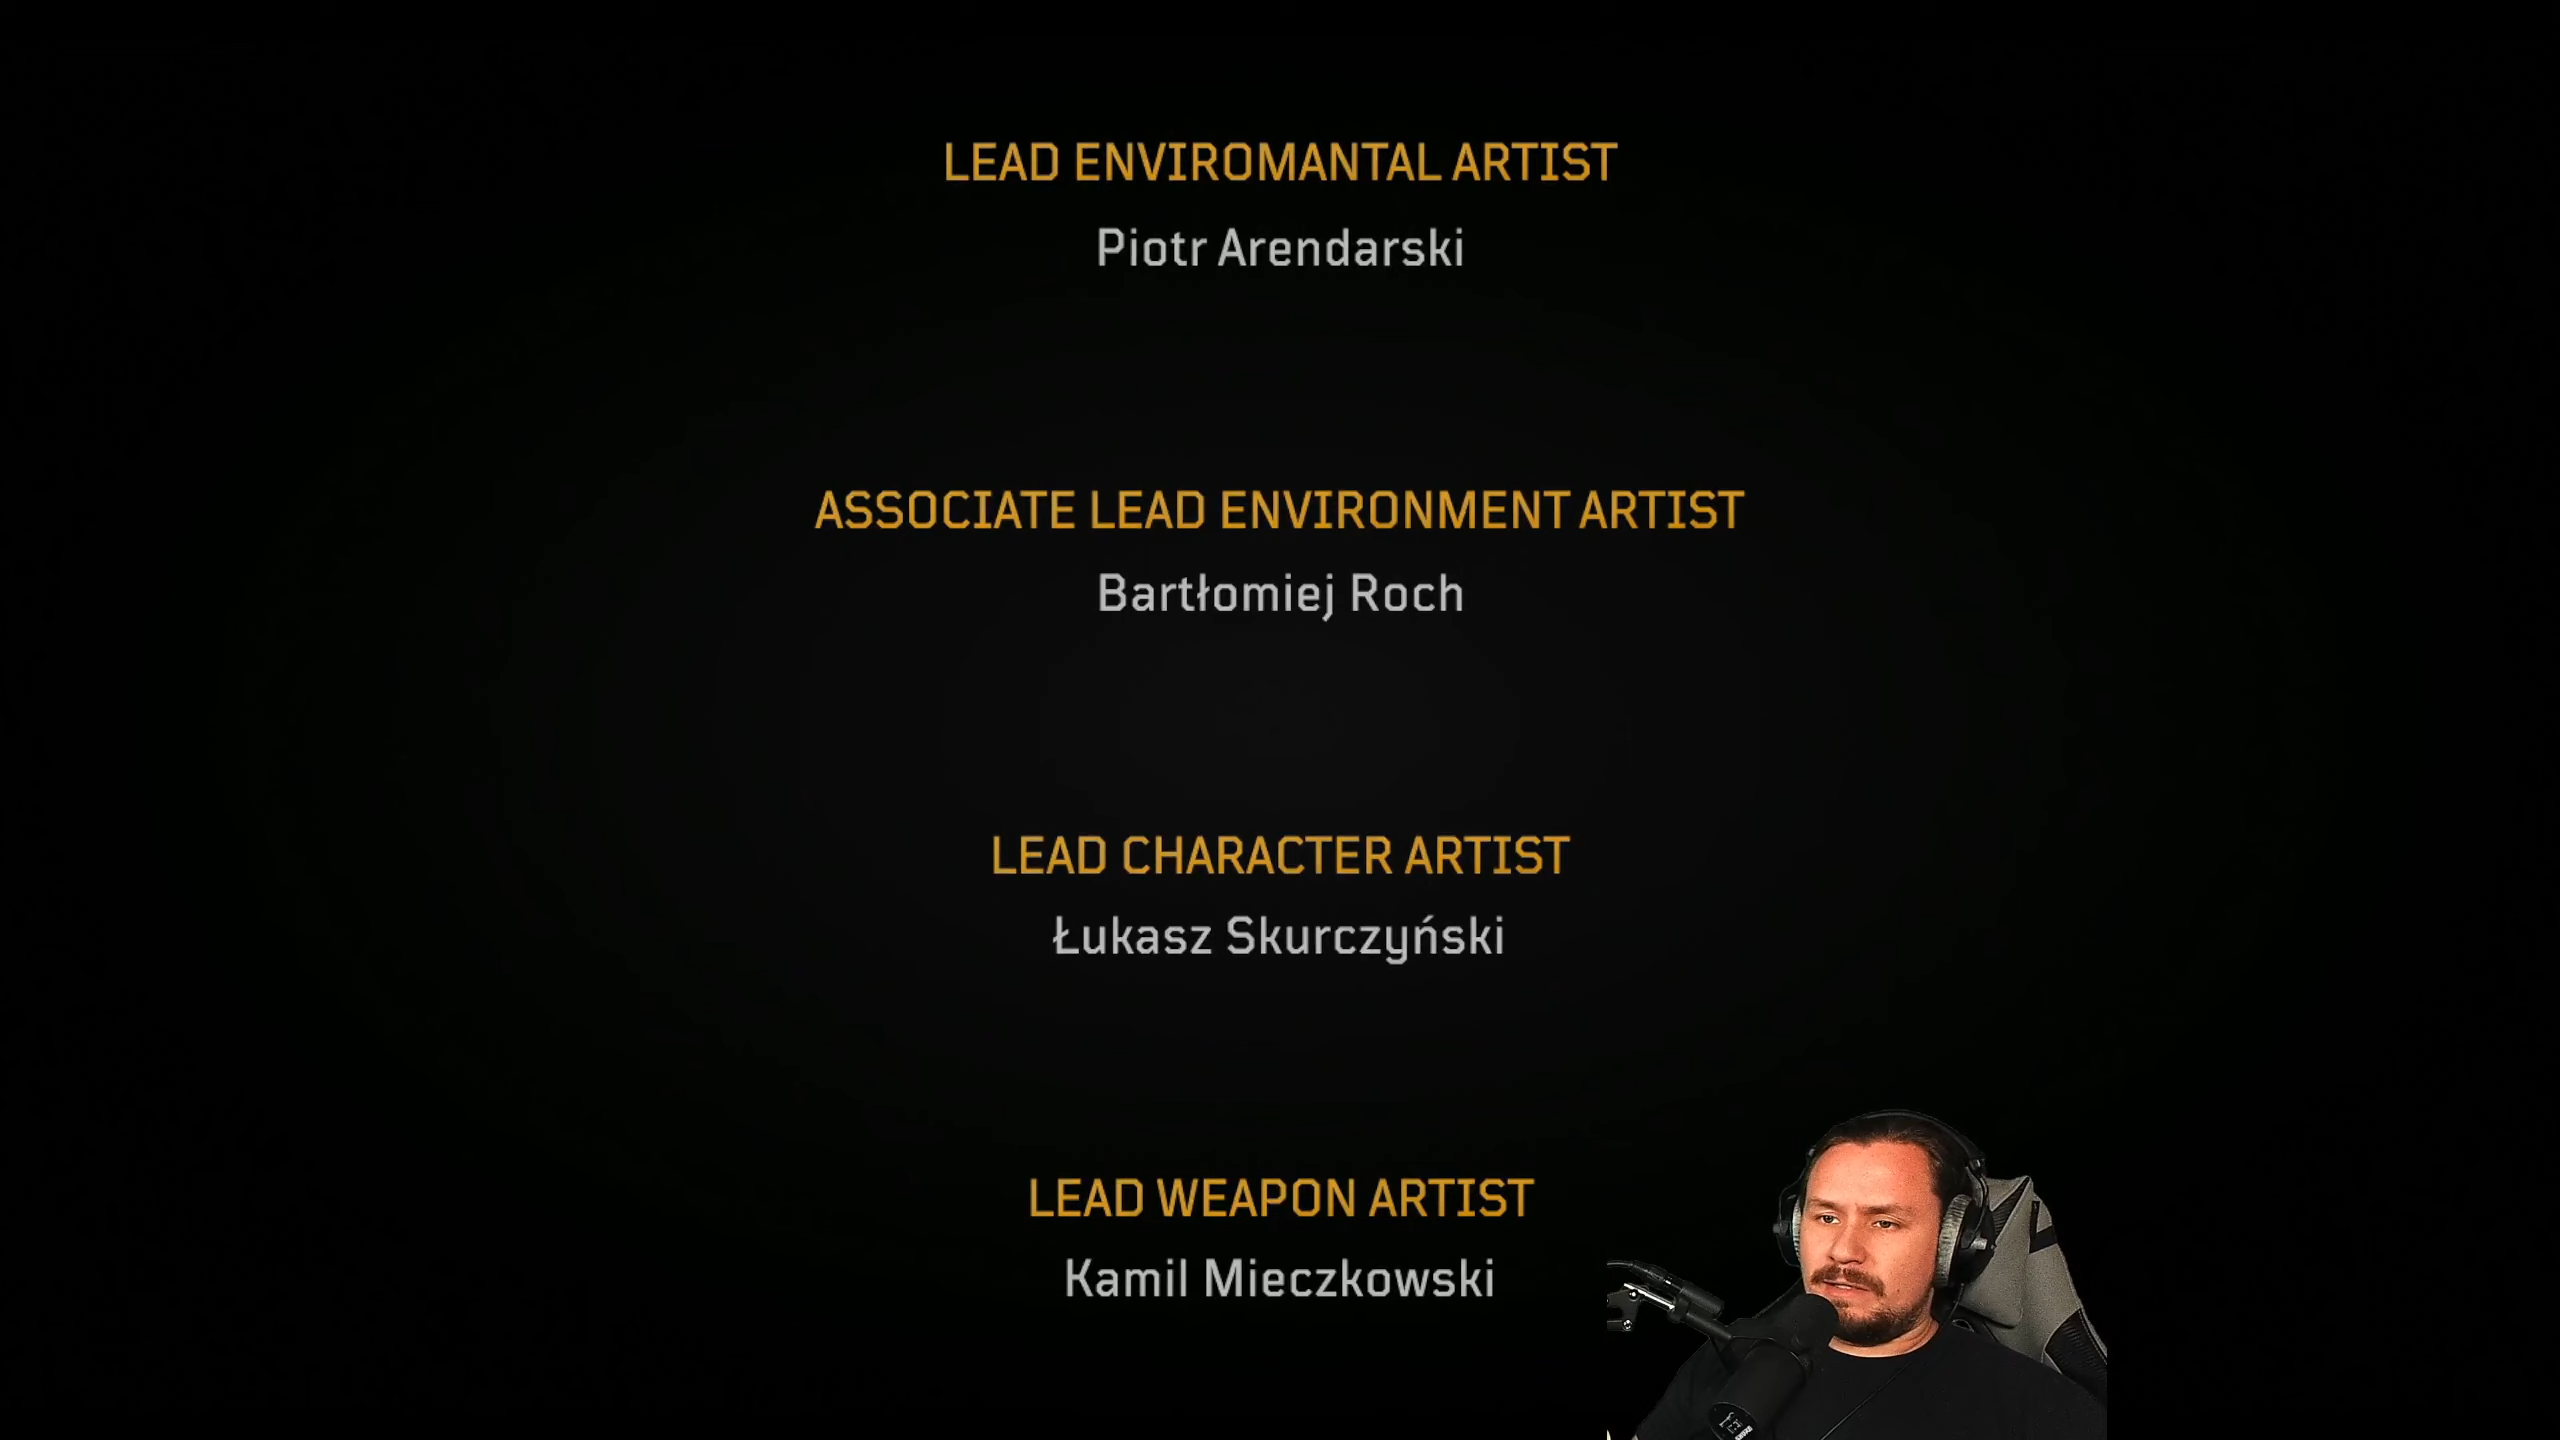 LEAD ENVIROMANTAL ARTIST
Piotr Arendarski
ASSOCIATE LEAD ENVIRONMENT ARTIST
Bartłomiej Roch
LEAD CHARACTER ARTIST
Łukasz Skurczyński
LEAD WEAPON ARTIST
Kamil Mieczkowski